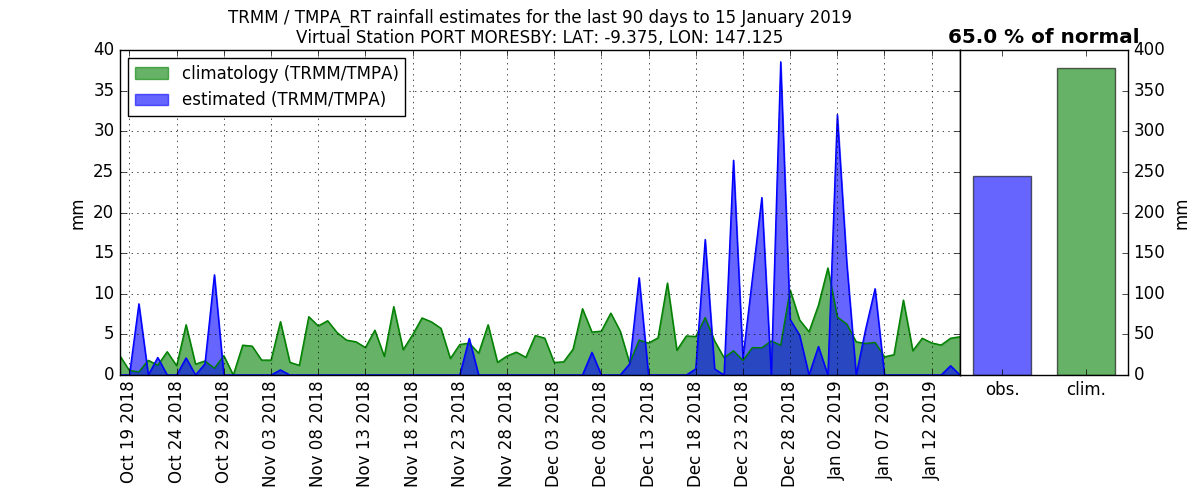 TRMM / TMPA_RT rainfall estimates for the last 90 days to 15 January 2019
Virtual Station PORT MORESBY: LAT: -9.375, LON: 147.125
65.0 % of normal
climatology (TRMM/TMPA)
estimated (TRMM/TMPA)
mm
40
35
30
25
20
15
10
5
0
Oct 19 2018
Oct 24 2018
Oct 29 2018
Nov 03 2018
Nov 08 2018
Nov 13 2018
Nov 18 2018
Nov 23 2018
Nov 28 2018
Dec 03 2018
Dec 08 2018
Dec 13 2018
Dec 18 2018
Dec 23 2018
Dec 28 2018
Jan 02 2019
Jan 07 2019
Jan 12 2019
obs.
clim.
400
350
300
250
200
150
100
50
0
mm